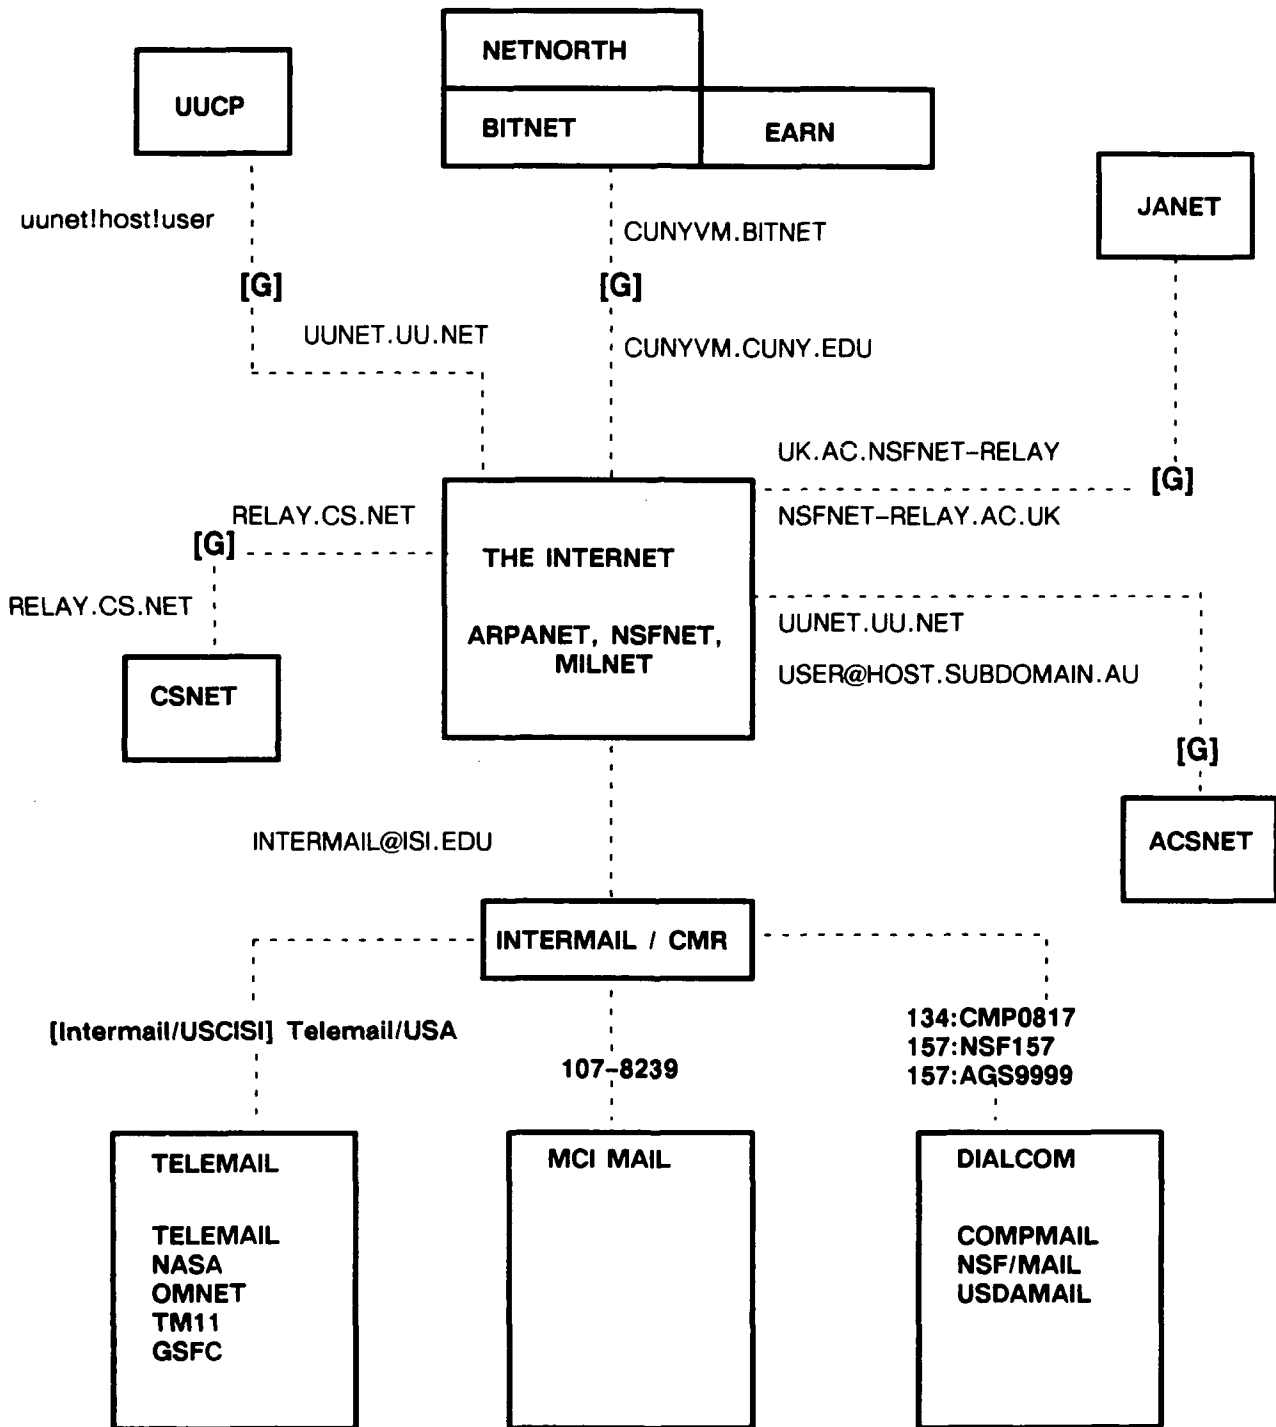 NETNORTH
UUCP
BITNET
EARN
JANET
uunet!host!user
CUNYVM.BITNET
[G]
[G]
UUNET.UU.NET
CUNYVM.CUNY.EDU
UK.AC.NSFNET-RELAY
[G]
RELAY.CS.NET
NSFNET-RELAY.AC.UK
[G]
THE INTERNET
RELAY.CS.NET
ARPANET, NSFNET,
MILNET
UUNET.UU.NET
USER@HOST.SUBDOMAIN.AU
CSNET
[G]
INTERMAIL@ISI.EDU
ACSNET
INTERMAIL / CMR
[Intermail/USCISI] Telemail/USA
107-8239
134:CMP0817
157:NSF157
157:AGS9999
TELEMAIL
TELEMAIL
NASA
OMNET
TM11
GSFC
MCI MAIL
DIALCOM
COMPMAIL
NSF/MAIL
USDAMAIL